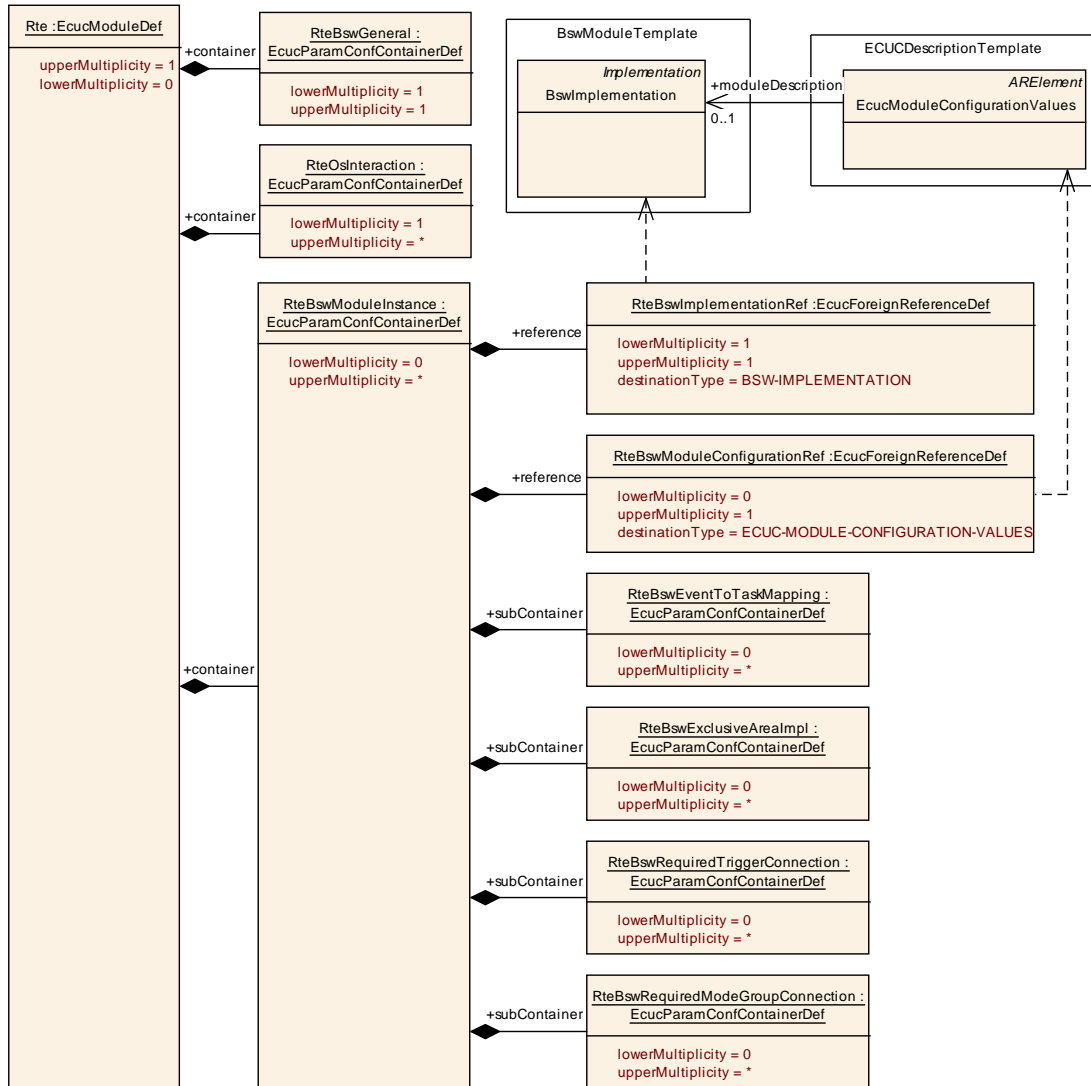 Rte :EcucModuleDef
upperMultiplicity = 1
lowerMultiplicity = 0
+container
RteBswGeneral :
EcucParamConfContainerDef
lowerMultiplicity = 1
upperMultiplicity = 1
BswModuleTemplate
Implementation
BswImplementation
+moduleDescription
0..1
ECUCDescriptionTemplate
ARElement
EcucModuleConfigurationValues
+container
RteOsInteraction :
EcucParamConfContainerDef
lowerMultiplicity = 1
upperMultiplicity = *
+container
RteBswModuleInstance :
EcucParamConfContainerDef
lowerMultiplicity = 0
upperMultiplicity = *
+reference
RteBswImplementationRef :EcucForeignReferenceDef
lowerMultiplicity = 1
upperMultiplicity = 1
destinationType = BSW-IMPLEMENTATION
+reference
RteBswModuleConfigurationRef :EcucForeignReferenceDef
lowerMultiplicity = 0
upperMultiplicity = 1
destinationType = ECUC-MODULE-CONFIGURATION-VALUES
+subContainer
RteBswEventToTaskMapping :
EcucParamConfContainerDef
lowerMultiplicity = 0
upperMultiplicity = *
+subContainer
RteBswExclusiveAreaImpl :
EcucParamConfContainerDef
lowerMultiplicity = 0
upperMultiplicity = *
+subContainer
RteBswRequiredTriggerConnection :
EcucParamConfContainerDef
lowerMultiplicity = 0
upperMultiplicity = *
+subContainer
RteBswRequiredModeGroupConnection :
EcucParamConfContainerDef
lowerMultiplicity = 0
upperMultiplicity = *